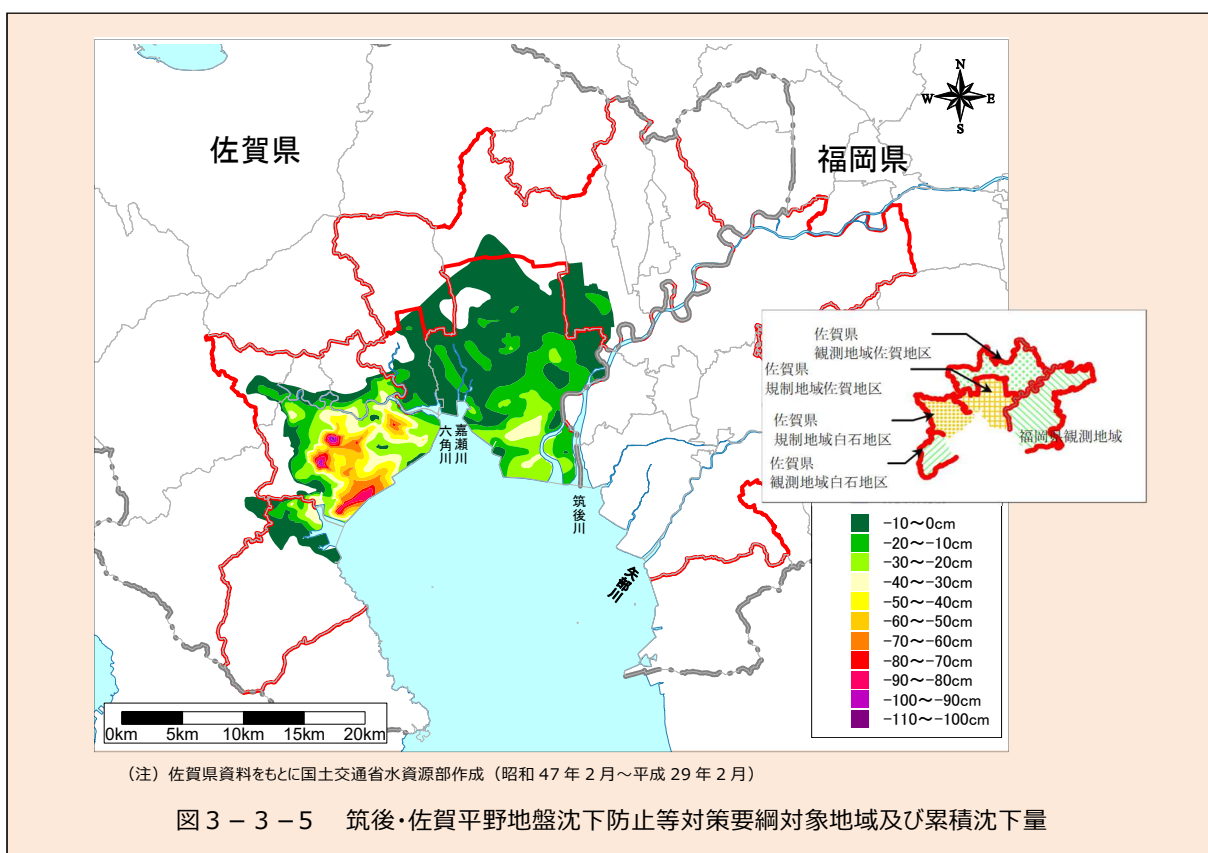 佐賀県
福岡県
N
W
E
S
佐賀県
観測地域佐賀地区
佐賀県
規制地域佐賀地区
佐賀県
規制地域白石地区
佐賀県
観測地域白石地区
福岡県観測地域
六角川
嘉瀬川
筑後川
矢部川
-10～0cm
-20～-10cm
-30～-20cm
-40～-30cm
-50～-40cm
-60～-50cm
-70～-60cm
-80～-70cm
-90～-80cm
-100～-90cm
-110～-100cm
0km 5km 10km 15km 20km
（注）佐賀県資料をもとに国土交通省水資源部作成（昭和 47 年 2 月～平成 29 年 2 月）
図３－３－５ 筑後・佐賀平野地盤沈下防止等対策要綱対象地域及び累積沈下量